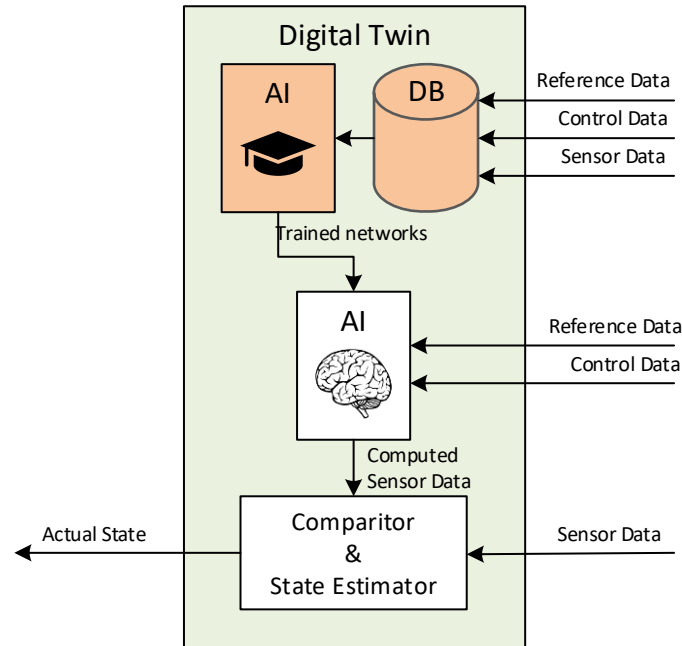 Digital Twin
AI
DB
Reference Data
Control Data
Sensor Data
Trained networks
AI
Reference Data
Control Data
Computed
Sensor Data
Actual State
Comparitor
&
State Estimator
Sensor Data